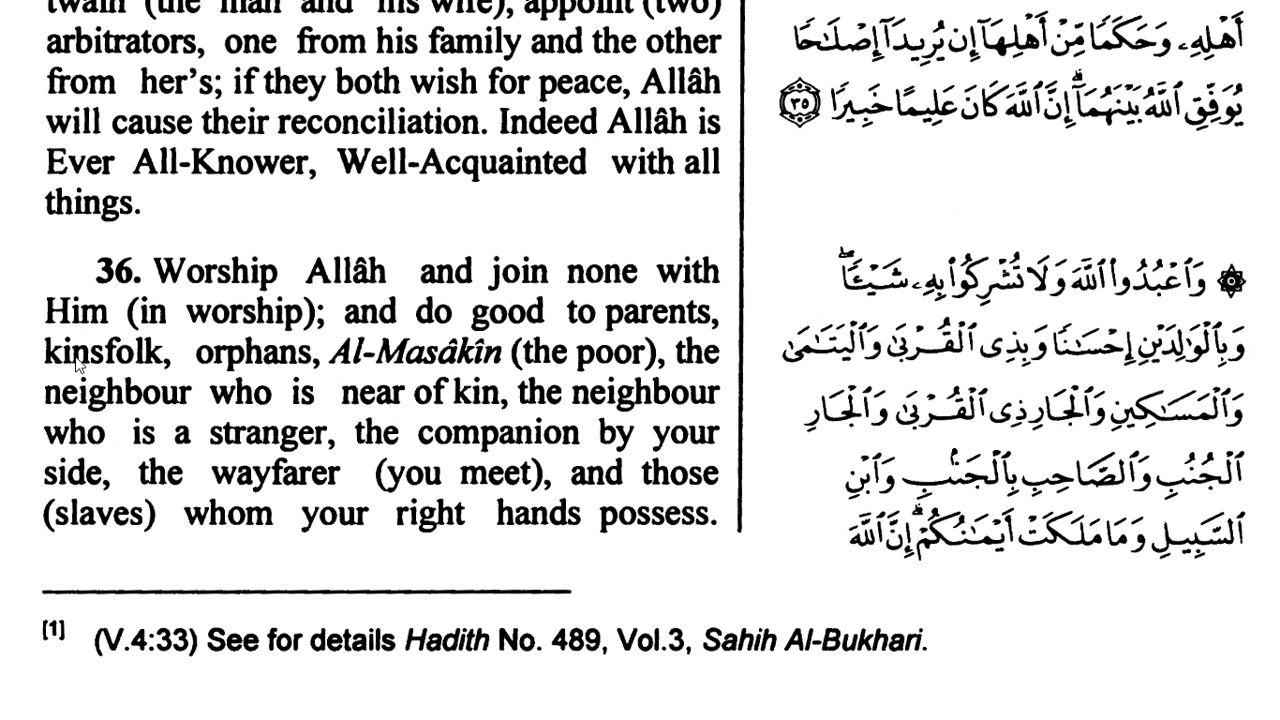 twain (the man and his wife), appoint (two)
arbitrators, one from his family and the other
from her's; if they both wish for peace, Allâh
will cause their reconciliation. Indeed Allâh is
Ever All-Knower, Well-Acquainted with all
things.
36. Worship Allâh and join none with
Him (in worship); and do good to parents,
kinsfolk, orphans, Al-Masâkîn (the poor), the
neighbour who is near of kin, the neighbour
who is a stranger, the companion by your
side, the wayfarer (you meet), and those
(slaves) whom your right hands possess.
أَهْلِهِۦ وَحَكَمًا مِّنْ أَهْلِهَآ إِن يُرِيدَآ إِصْلَـٰحًا
يُوَفِّقِ ٱللَّهُ بَيْنَهُمَآ ۗ إِنَّ ٱللَّهَ كَانَ عَلِيمًا خَبِيرًا ٣٥
۞ وَٱعْبُدُوا۟ ٱللَّهَ وَلَا تُشْرِكُوا۟ بِهِۦ شَيْـًٔا ۖ
وَبِٱلْوَٰلِدَيْنِ إِحْسَـٰنًا وَبِذِى ٱلْقُرْبَىٰ وَٱلْيَتَـٰمَىٰ
وَٱلْمَسَـٰكِينِ وَٱلْجَارِ ذِى ٱلْقُرْبَىٰ وَٱلْجَارِ
ٱلْجُنُبِ وَٱلصَّاحِبِ بِٱلْجَنۢبِ وَٱبْنِ
ٱلسَّبِيلِ وَمَا مَلَكَتْ أَيْمَـٰنُكُمْ ۗ إِنَّ ٱللَّهَ
[1] (V.4:33) See for details Hadith No. 489, Vol.3, Sahih Al-Bukhari.